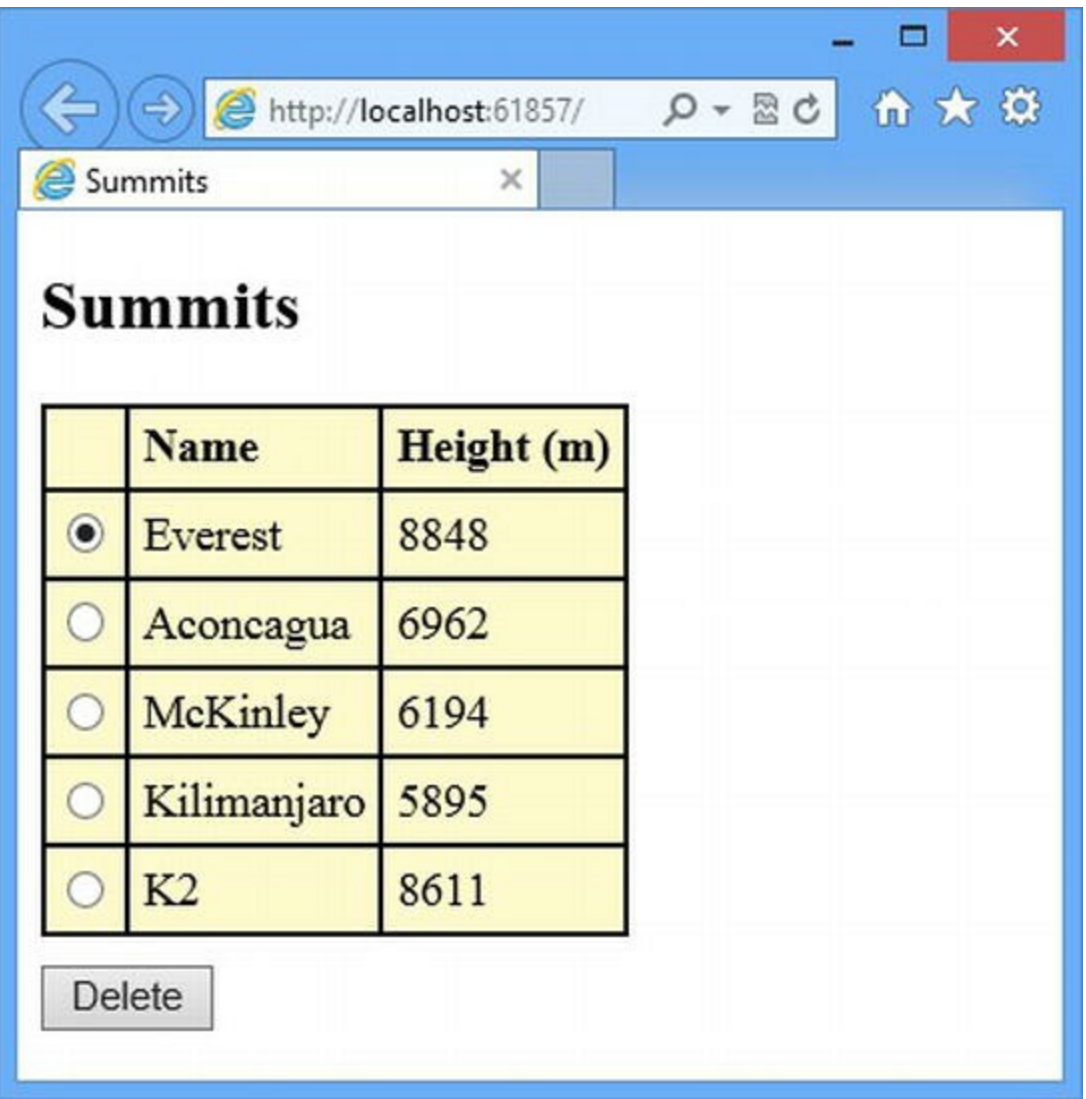 http://localhost:61857/
Summits
Summits
Name Height (m)
Everest 8848
Aconcagua 6962
McKinley 6194
Kilimanjaro 5895
K2 8611
Delete